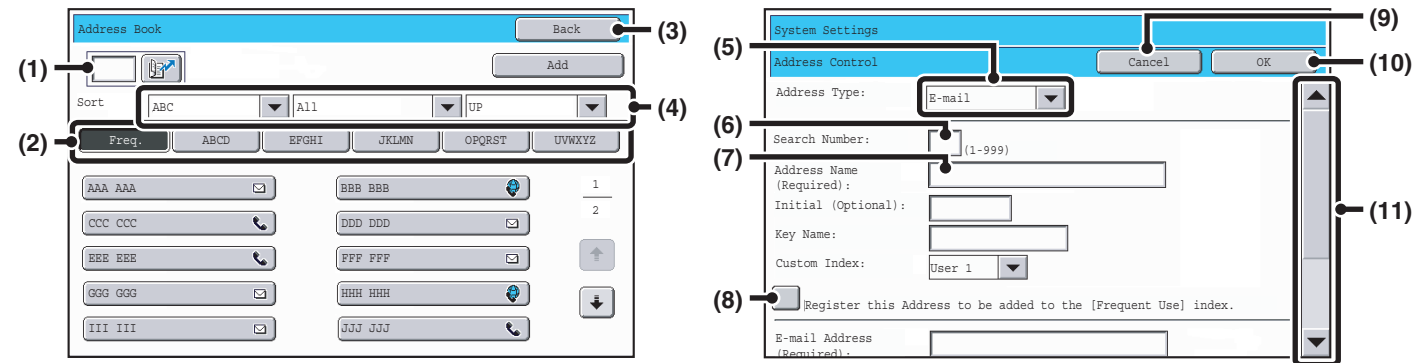 Address Book
Back
(3)
(1)
Add
Sort
ABC
All
UP
(4)
(2)
Freq.
ABCD
EFGHI
JKLMN
OPQRST
UVWXYZ
AAA AAA
BBB BBB
1
CCC CCC
DDD DDD
2
EEE EEE
FFF FFF
GGG GGG
HHH HHH
III III
JJJ JJJ
(9)
System Settings
(5)
Address Control
Cancel
OK
(10)
Address Type:
E-mail
(6)
Search Number:
(1-999)
(7)
Address Name
(Required):
Initial (Optional):
(11)
Key Name:
Custom Index:
User 1
(8)
Register this Address to be added to the [Frequent Use] index.
E-mail Address
(Required):